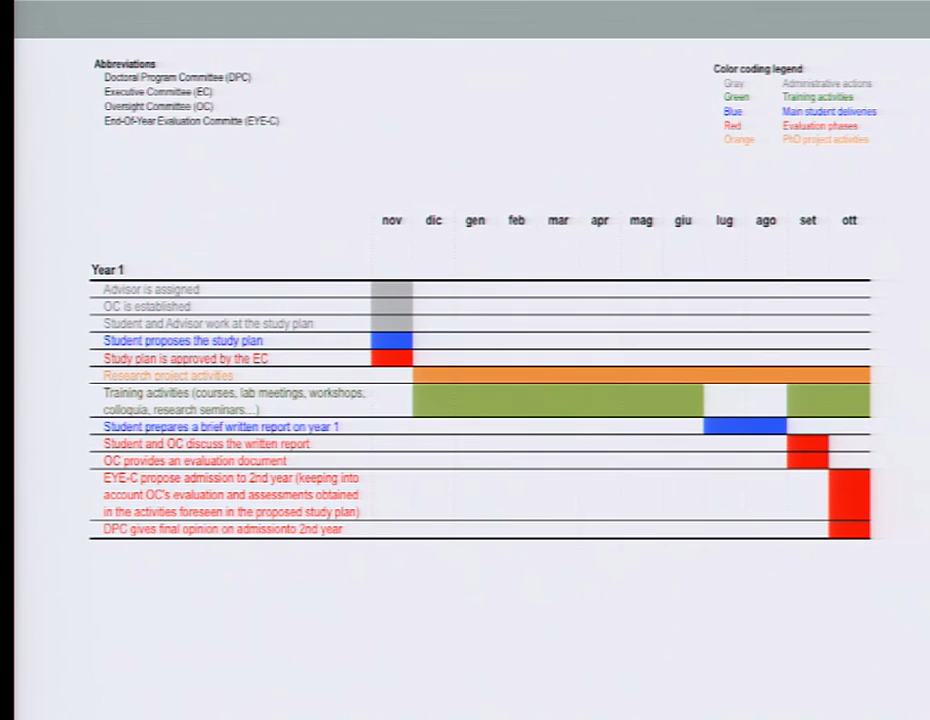 Abbreviations
Doctoral Program Committee (DPC)
Executive Committee (EC)
Oversight Committee (OC)
End-Of-Year Evaluation Committe (EYE-C)
Color coding legend
Gray Administrative actions
Green Training activities
Blue Main student deliveries
Red Evaluation phases
Orange PhD project activities
nov dic gen feb mar apr mag giu lug ago set ott
Year 1
Advisor is assigned
OC is established
Student and Advisor work at the study plan
Student proposes the study plan
Study plan is approved by the EC
Research project activities
Training activities (courses, lab meetings, workshops,
colloquia, research seminars...)
Student prepares a brief written report on year 1
Student and OC discuss the written report
OC provides an evaluation document
EYE-C propose admission to 2nd year (keeping into
account OC's evaluation and assessments obtained
in the activities foreseen in the proposed study plan)
DPC gives final opinion on admissionto 2nd year